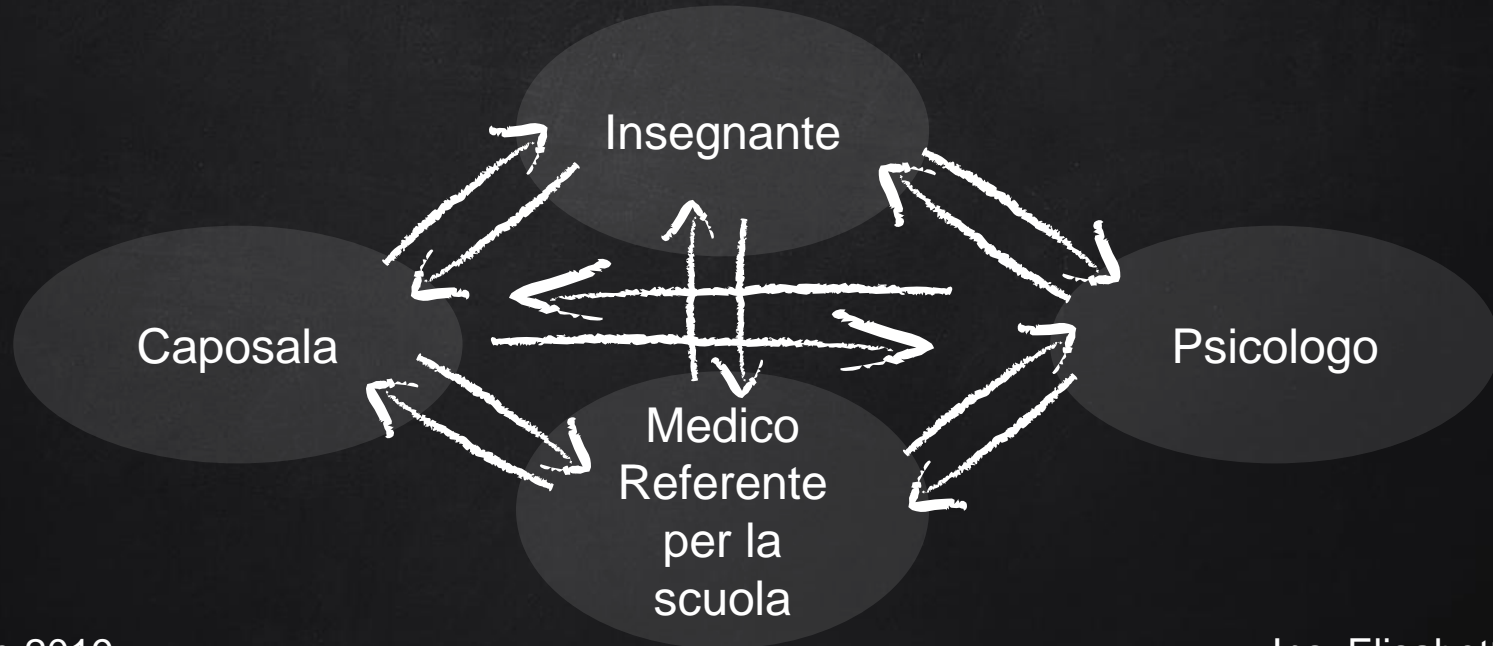 Insegnante
Caposala
Psicologo
Medico
Referente
per la
scuola